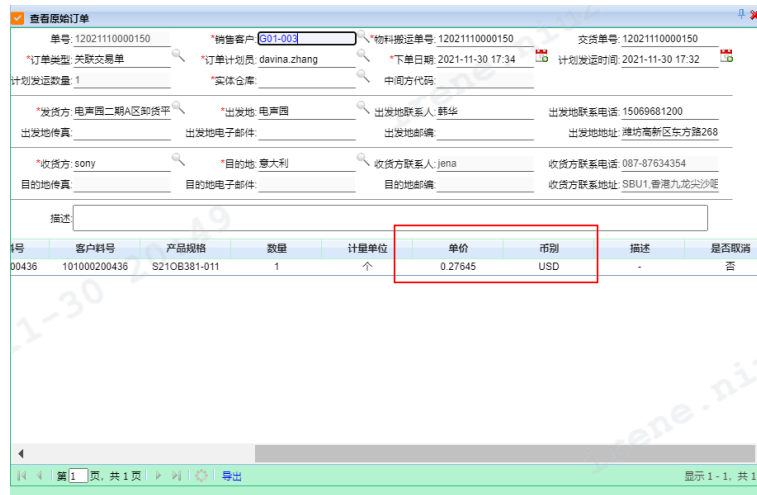 查看原始订单
单号: 12021110000150 *销售客户: G01-003 *物料搬运单号: 12021110000150 交货单号: 12021110000150
*订单类型: 关联交易单 *订单计划员: davina.zhang *下单日期: 2021-11-30 17:34 计划发运时间: 2021-11-30 17:32
计划发运数量: 1 *实体仓库: 中间方代码:
*发货方: 电声园二期A区卸货平 *出发地: 电声园 *出发地联系人: 韩华 出发地联系电话: 15069681200
出发地传真: 出发地电子邮件: 出发地邮编: 出发地地址: 潍坊高新区东方路268
*收货方: sony *目的地: 意大利 收货方联系人: jena 收货方联系电话: 087-87634354
目的地传真: 目的地电子邮件: 目的地邮编: 收货方联系地址: SBU1,香港九龙尖沙咀
描述:
料号 客户料号 产品规格 数量 计量单位 单价 币别 描述 是否取消
00436 101000200436 S21OB381-011 1 个 0.27645 USD - 否
第 1 页, 共 1 页 导出 显示 1 - 1, 共 1
irene.niuz
11-30 20:49
irene.niuz